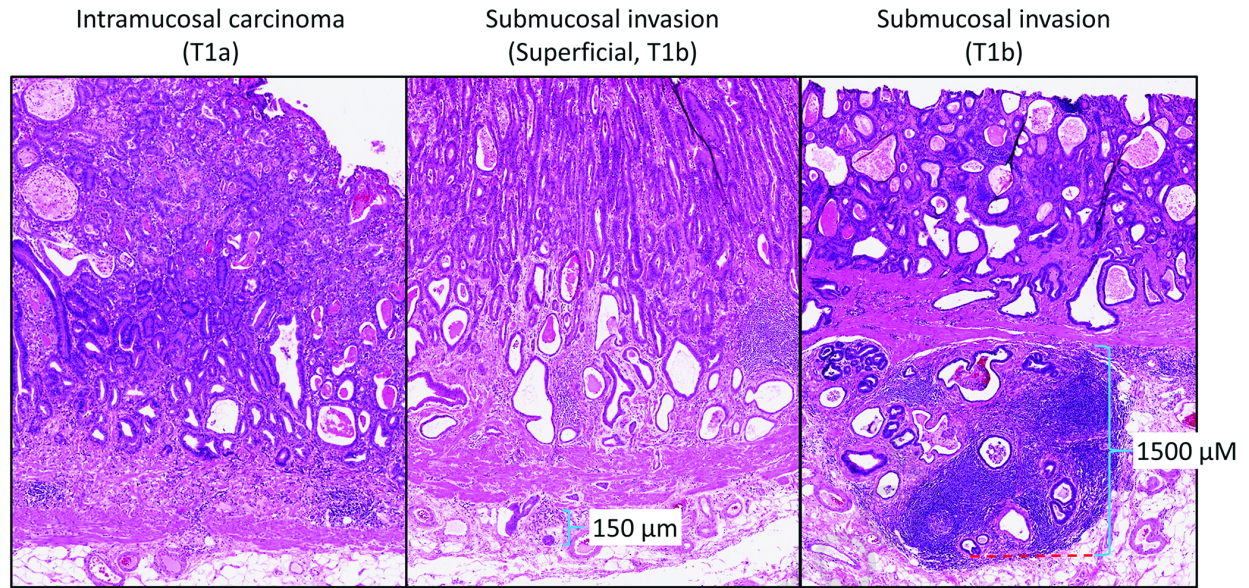 Intramucosal carcinoma
(T1a)
Submucosal invasion
(Superficial, T1b)
Submucosal invasion
(T1b)
150 μm
1500 μM